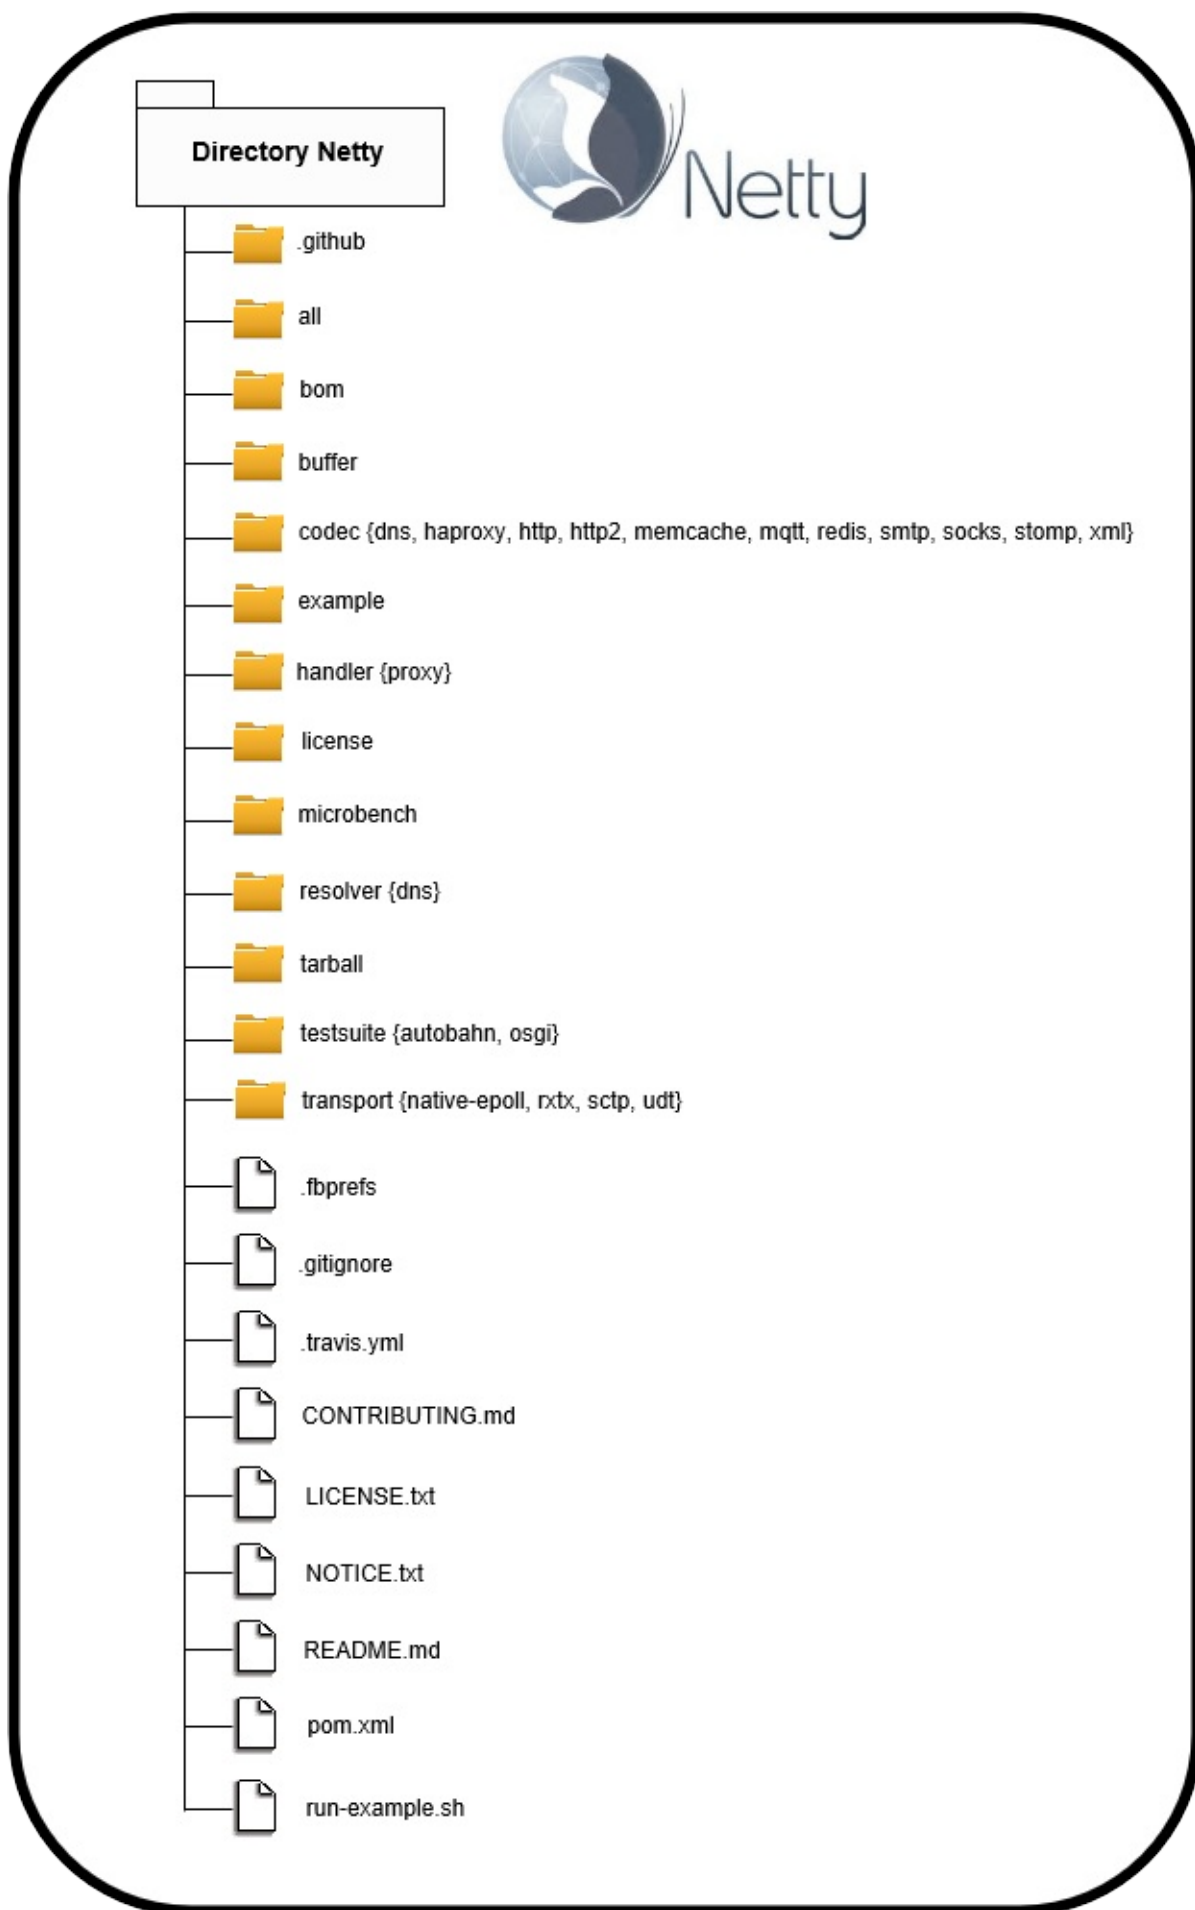 Directory Netty
Netty
.github
all
bom
buffer
codec {dns, haproxy, http, http2, memcache, mqtt, redis, smtp, socks, stomp, xml}
example
handler {proxy}
license
microbench
resolver {dns}
tarball
testsuite {autobahn, osgi}
transport {native-epoll, rxtx, sctp, udt}
.fbprefs
.gitignore
.travis.yml
CONTRIBUTING.md
LICENSE.txt
NOTICE.txt
README.md
pom.xml
run-example.sh